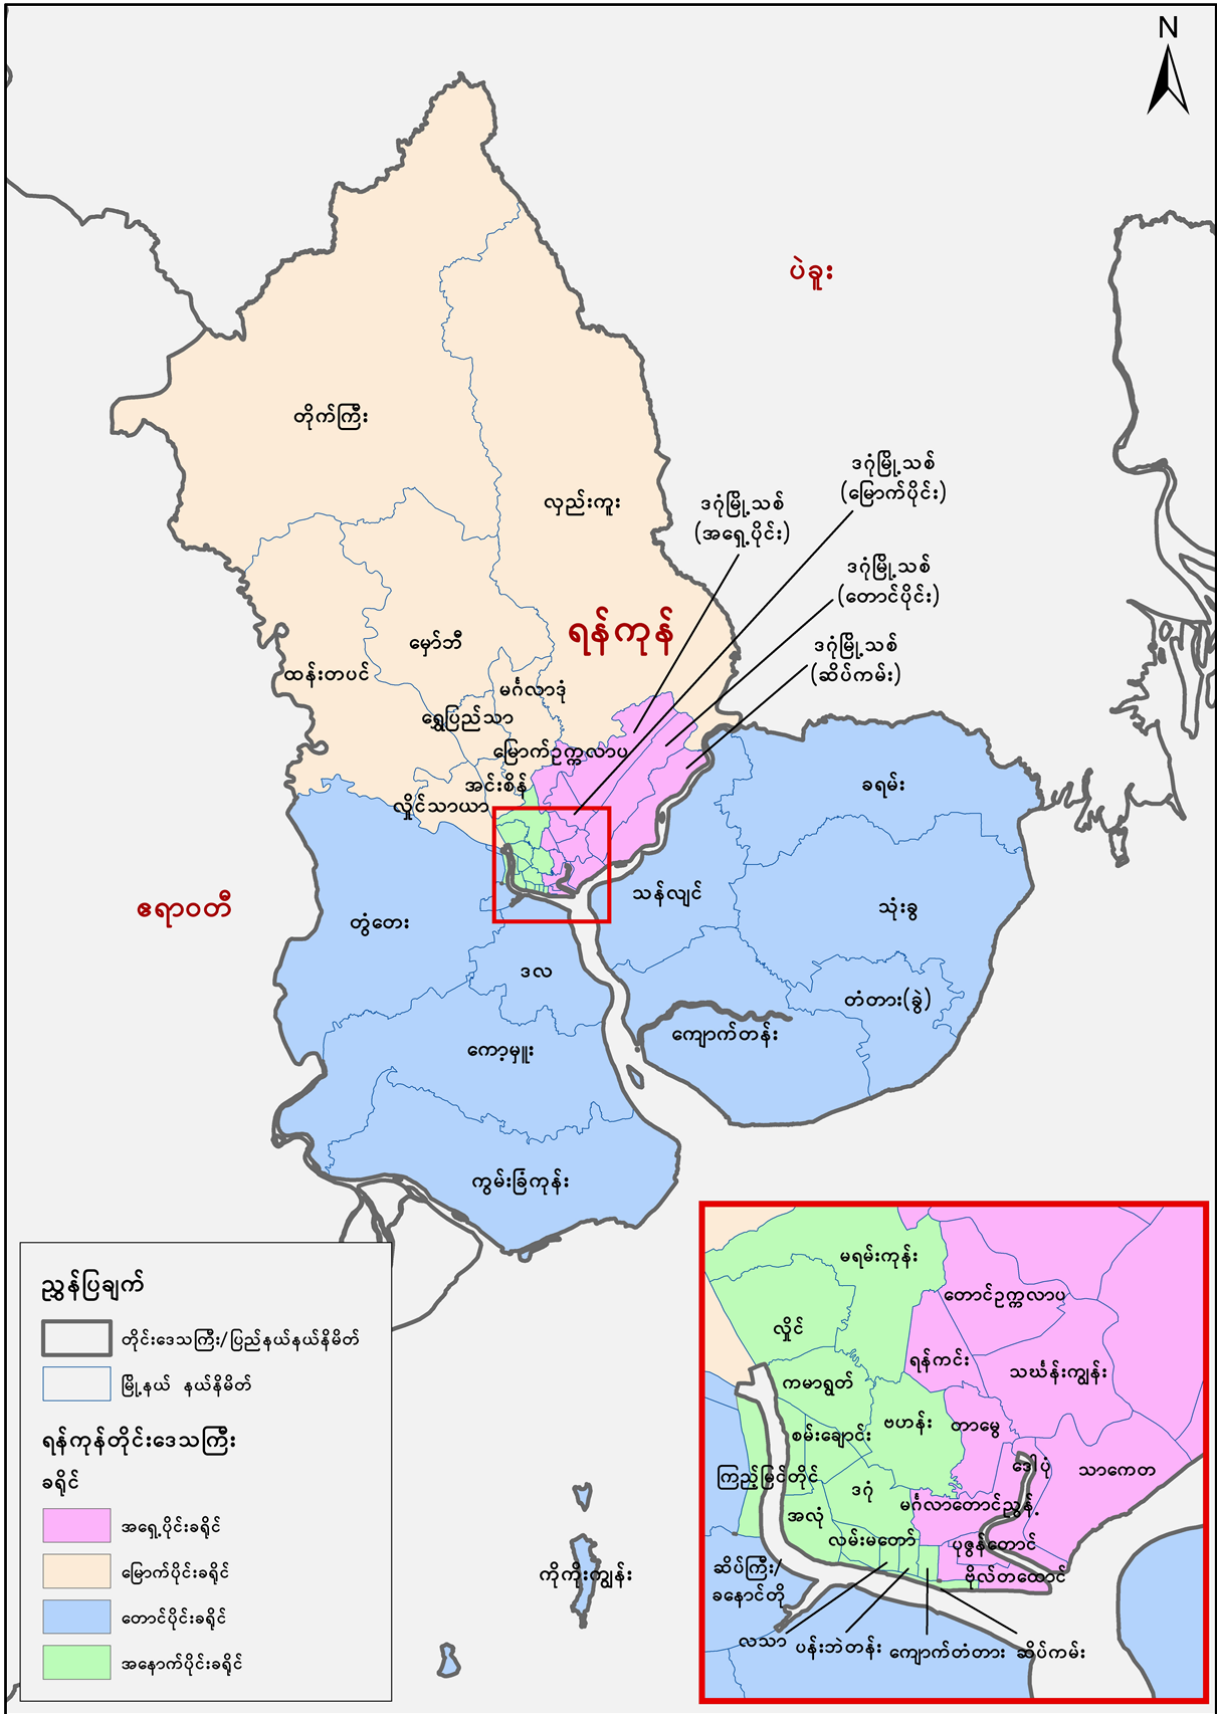 N
ပဲခူး
တိုက်ကြီး
ဒဂုံမြို့သစ်
(မြောက်ပိုင်း)
လှည်းကူး
ဒဂုံမြို့သစ်
(အရှေ့ပိုင်း)
ဒဂုံမြို့သစ်
(တောင်ပိုင်း)
ရန်ကုန်
မှော်ဘီ
ဒဂုံမြို့သစ်
(ဆိပ်ကမ်း)
ထန်းတပင်
မင်္ဂလာဒုံ
ရွှေပြည်သာ
မြောက်ဥက္ကလာပ
အင်းစိန်
ခရမ်း
လှိုင်သာယာ
သန်လျင်
ဧရာဝတီ
သုံးခွ
တွံတေး
ဒလ
တံတား(ခွဲ)
ကျောက်တန်း
ကော့မှူး
ကွမ်းခြံကုန်း
ကိုကိုးကျွန်း
ညွှန်ပြချက်
တိုင်းဒေသကြီး/ပြည်နယ်နယ်နိမိတ်
မြို့နယ် နယ်နိမိတ်
ရန်ကုန်တိုင်းဒေသကြီး
ခရိုင်
အရှေ့ပိုင်းခရိုင်
မြောက်ပိုင်းခရိုင်
တောင်ပိုင်းခရိုင်
အနောက်ပိုင်းခရိုင်
မရမ်းကုန်း
တောင်ဥက္ကလာပ
လှိုင်
ရန်ကင်း
သင်္ဃန်းကျွန်း
ကမာရွတ်
ဗဟန်း
တာမွေ
စမ်းချောင်း
ဒေါပုံ
သာကေတ
ကြည့်မြင်တိုင်
ဒဂုံ
မင်္ဂလာတောင်ညွန့်
အလုံ
လမ်းမတော်
ပုဇွန်တောင်
ဆိပ်ကြီး/
ခနောင်တို
ဗိုလ်တထောင်
လသာ
ပန်းဘဲတန်း
ကျောက်တံတား
ဆိပ်ကမ်း